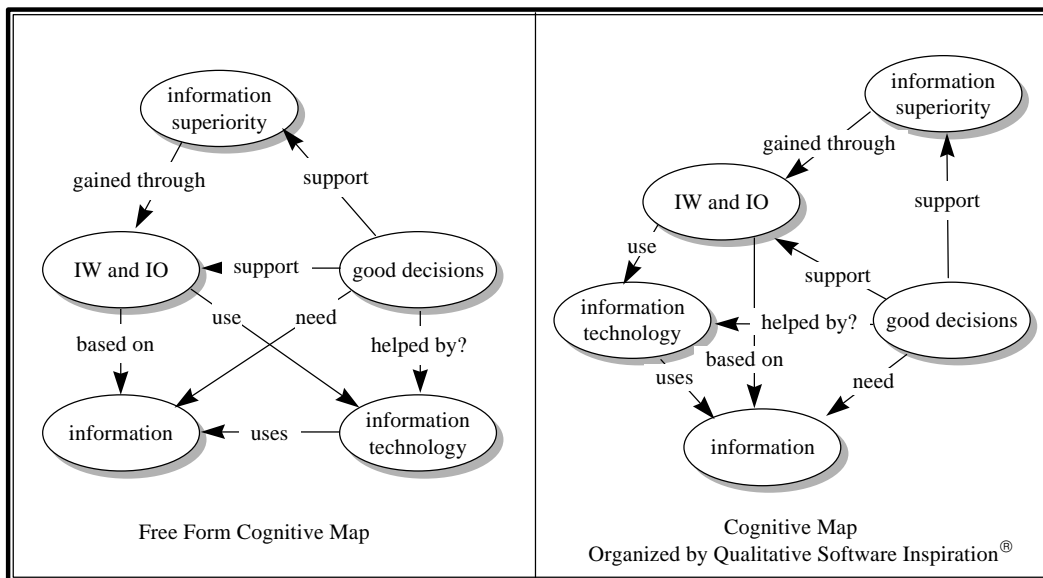 information
superiority
gained through
support
IW and IO
support
good decisions
use
need
based on
helped by?
information
uses
information
technology
Free Form Cognitive Map
information
superiority
gained through
IW and IO
support
use
support
information
technology
helped by?
good decisions
based on
uses
need
information
Cognitive Map
Organized by Qualitative Software Inspiration®